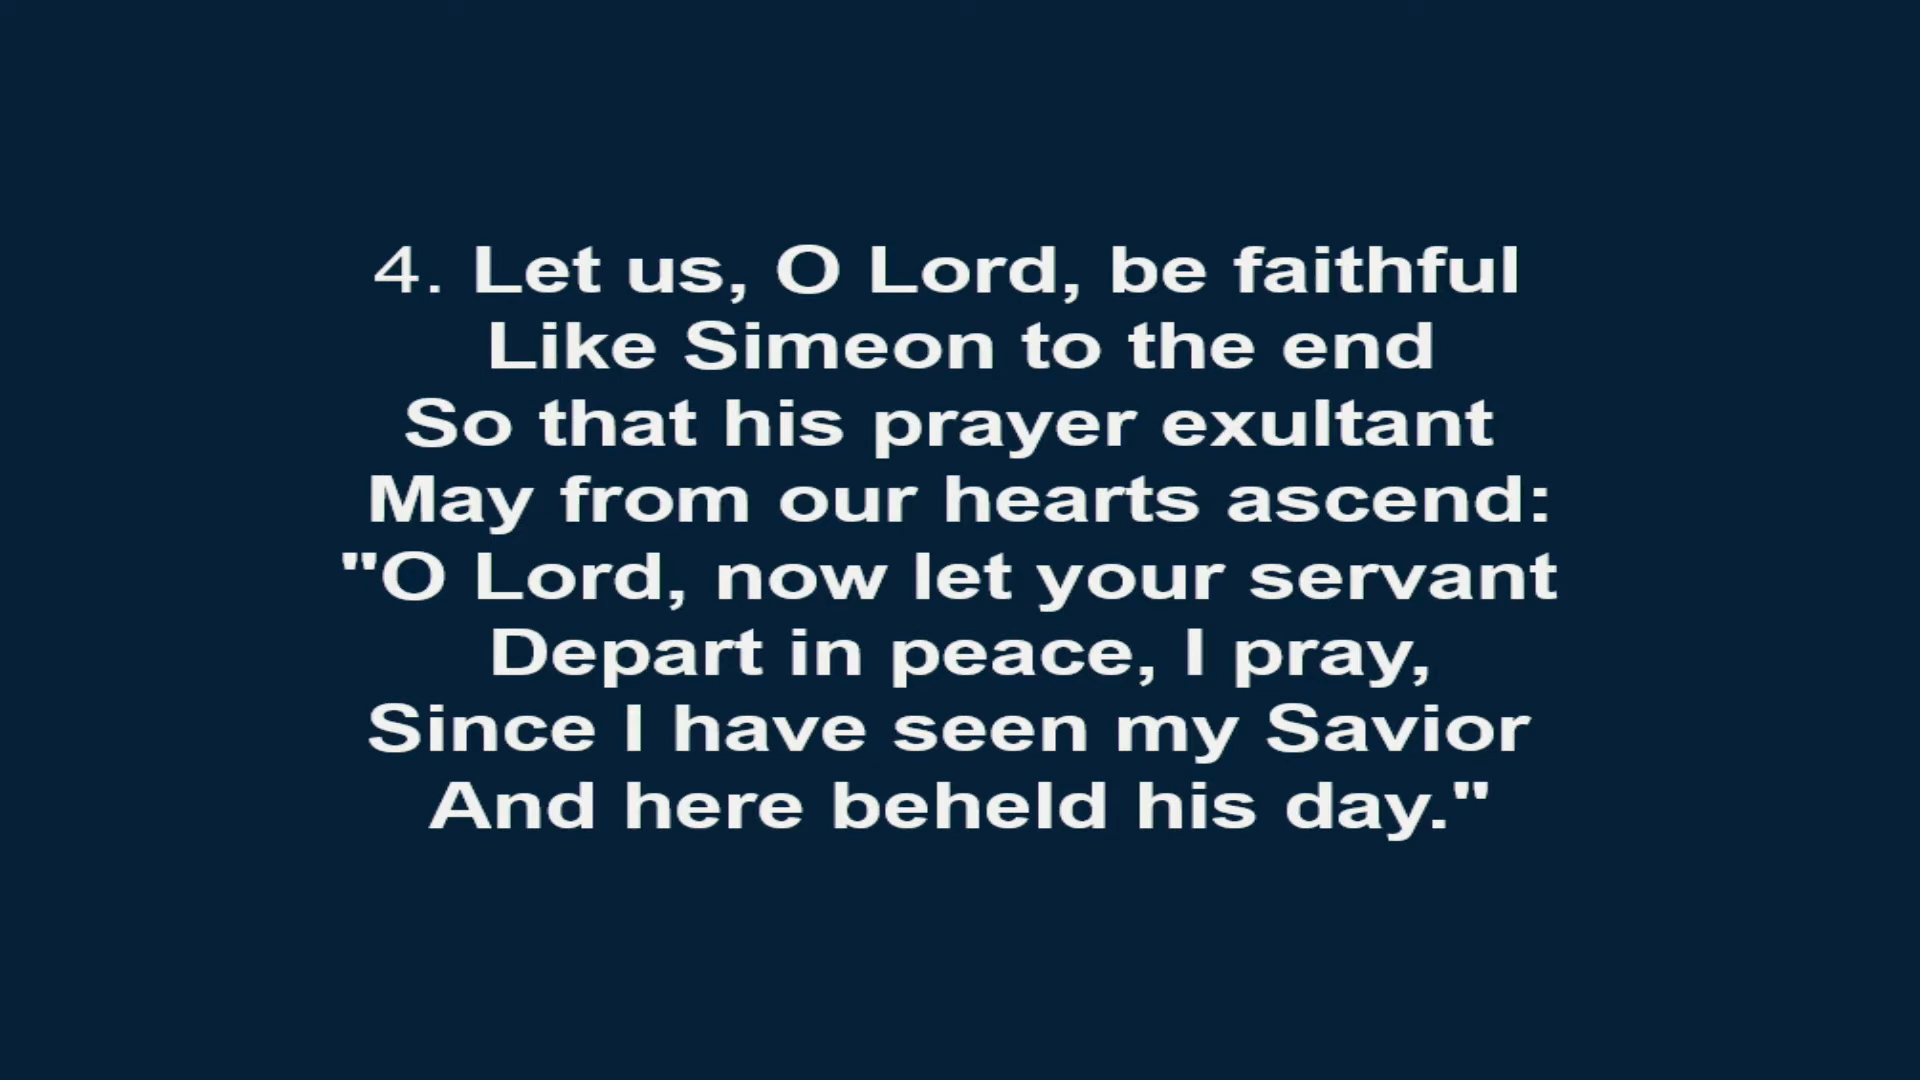 4. Let us, O Lord, be faithful
Like Simeon to the end
So that his prayer exultant
May from our hearts ascend:
"O Lord, now let your servant
Depart in peace, I pray,
Since I have seen my Savior
And here beheld his day."